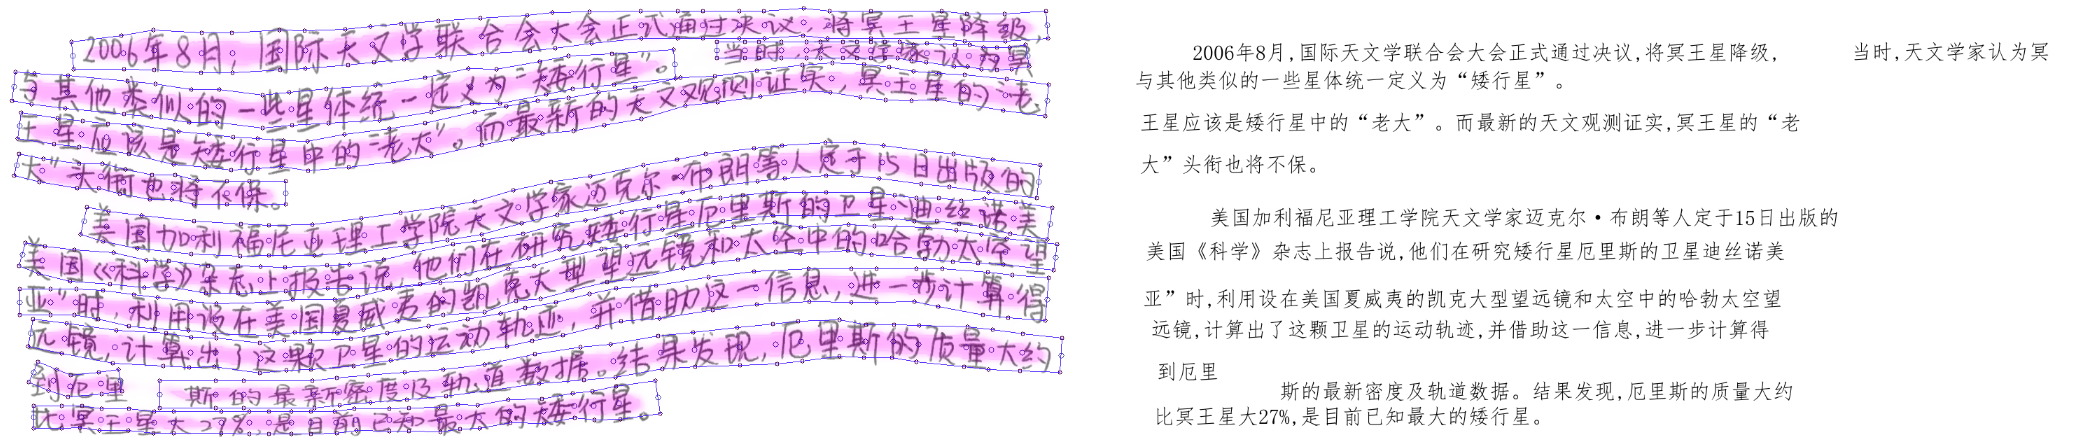 2006年8月,国际天文学联合会大会正式通过决议,将冥王星降级,
当时,天文学家认为冥
与其他类似的一些星体统一定义为“矮行星”。
王星应该是矮行星中的“老大”。而最新的天文观测证实,冥王星的“老
大”头衔也将不保。
美国加利福尼亚理工学院天文学家迈克尔·布朗等人定于15日出版的
美国《科学》杂志上报告说,他们在研究矮行星厄里斯的卫星“迪丝诺美
亚”时,利用设在美国夏威夷的凯克大型望远镜和太空中的哈勃太空望
远镜,计算出了这颗卫星的运动轨迹,并借助这一信息,进一步计算得
到厄里
斯的最新密度及轨道数据。结果发现,厄里斯的质量大约
比冥王星大27%,是目前已知最大的矮行星。
2006年8月,国际天文学联合会大会正式通过决议,将冥王星降级,
当时,天文学家认为冥
与其他类似的一些星体统一定义为“矮行星”。
王星应该是矮行星中的“老大”。而最新的天文观测证实,冥王星的“老
大”头衔也将不保。
美国加利福尼亚理工学院天文学家迈克尔·布朗等人定于15日出版的
美国《科学》杂志上报告说,他们在研究矮行星厄里斯的卫星迪丝诺美
亚”时,利用设在美国夏威夷的凯克大型望远镜和太空中的哈勃太空望
远镜,计算出了这颗卫星的运动轨迹,并借助这一信息,进一步计算得
到厄里
斯的最新密度及轨道数据。结果发现,厄里斯的质量大约
比冥王星大27%,是目前已知最大的矮行星。